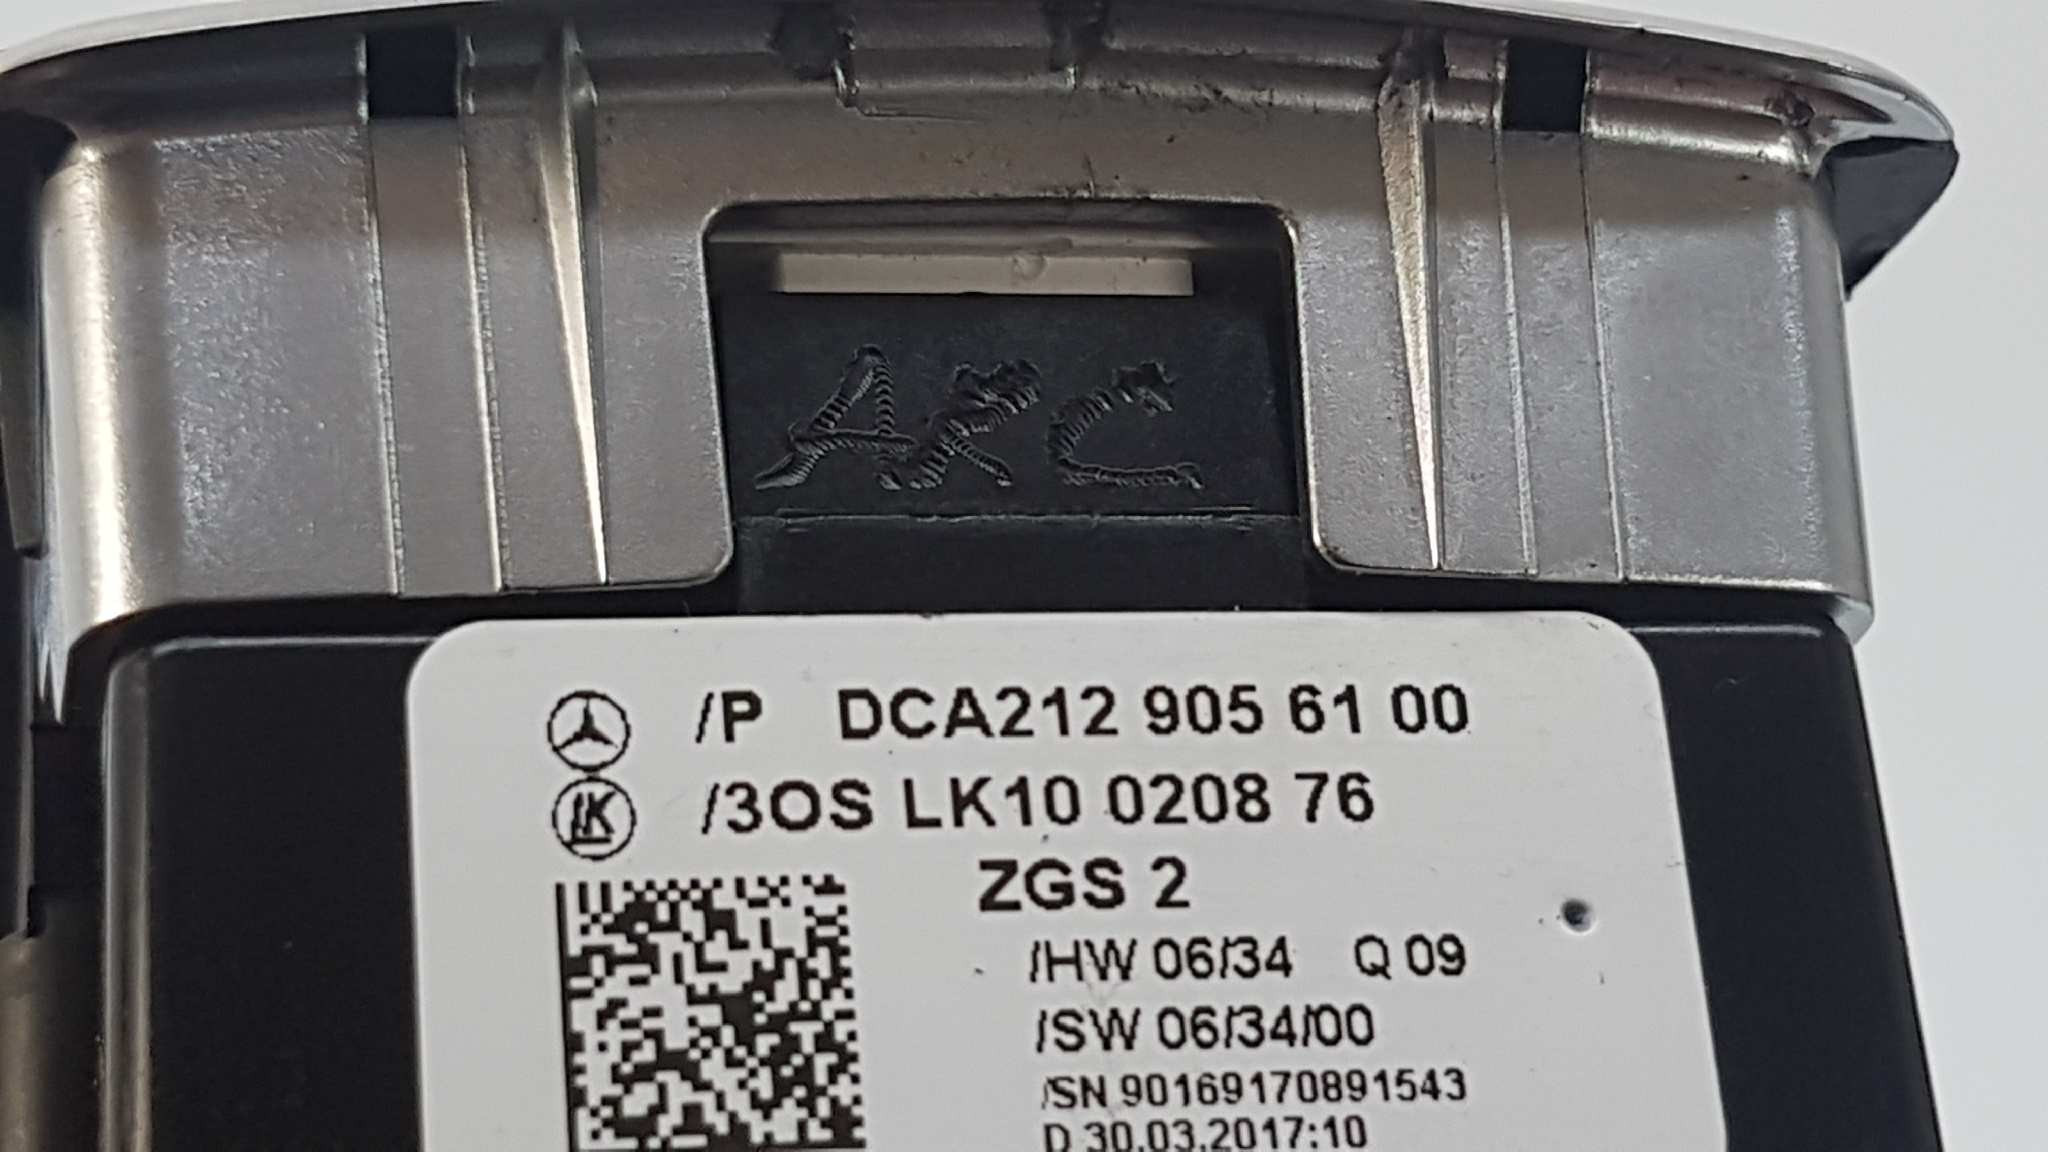 AKC
/P DCA212 905 61 00
LK
/3OS LK10 0208 76
ZGS 2
/HW 06/34 Q 09
/SW 06/34/00
/SN 90169170891543
D 30.03.2017:10